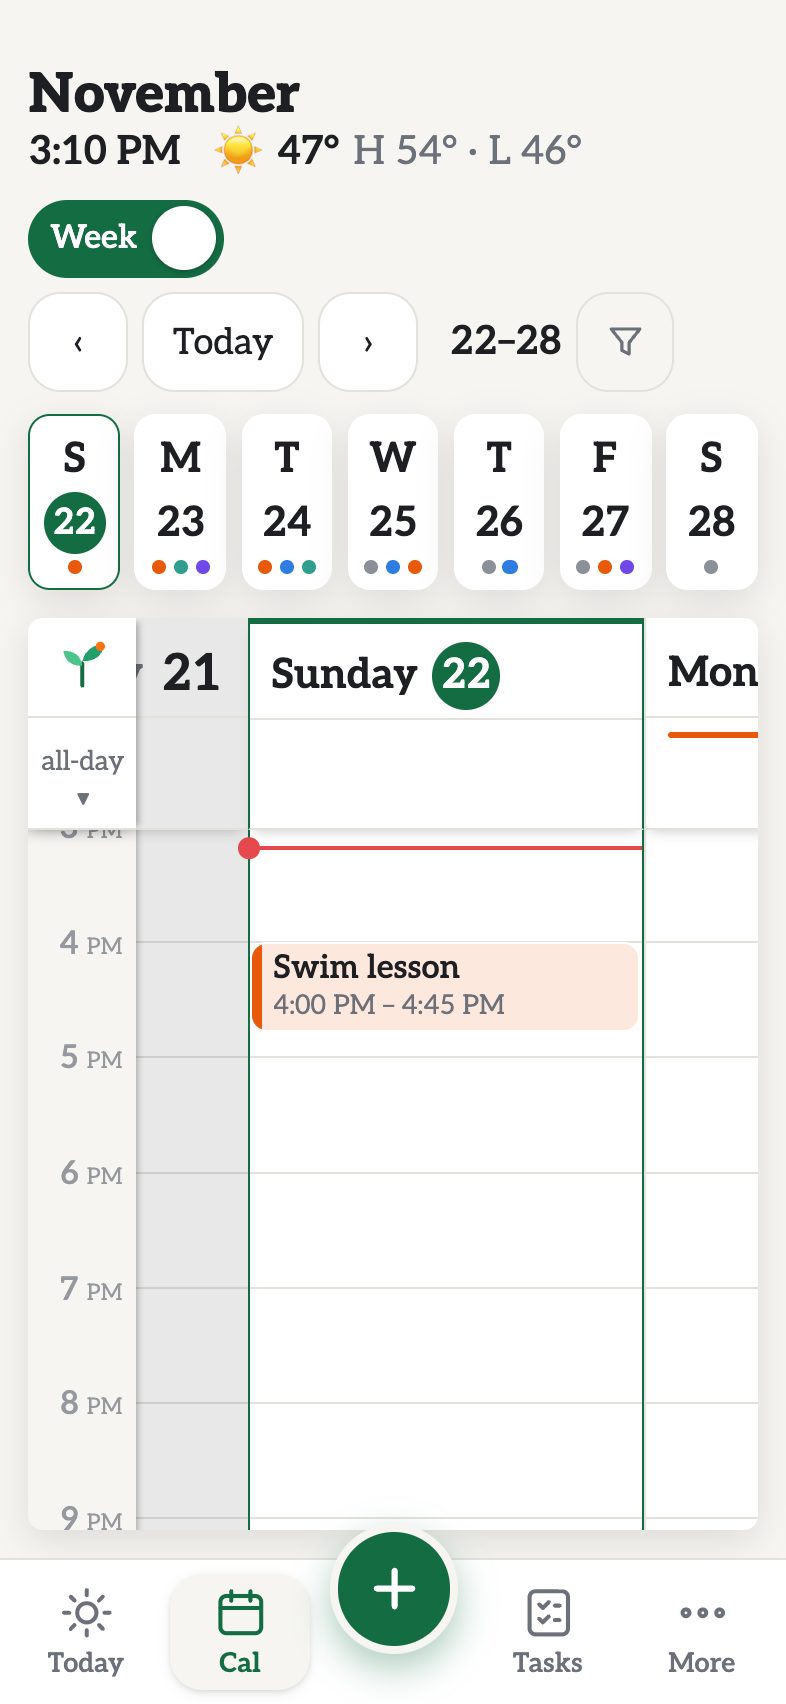 November
3:10 PM 47° H 54° · L 46°
Week
‹ Today › 22–28
S M T W T F S
22 23 24 25 26 27 28
21 Sunday 22 Mon
all-day
▼
PM
4 PM
Swim lesson
4:00 PM – 4:45 PM
5 PM
6 PM
7 PM
8 PM
9 PM
+
Today Cal Tasks More